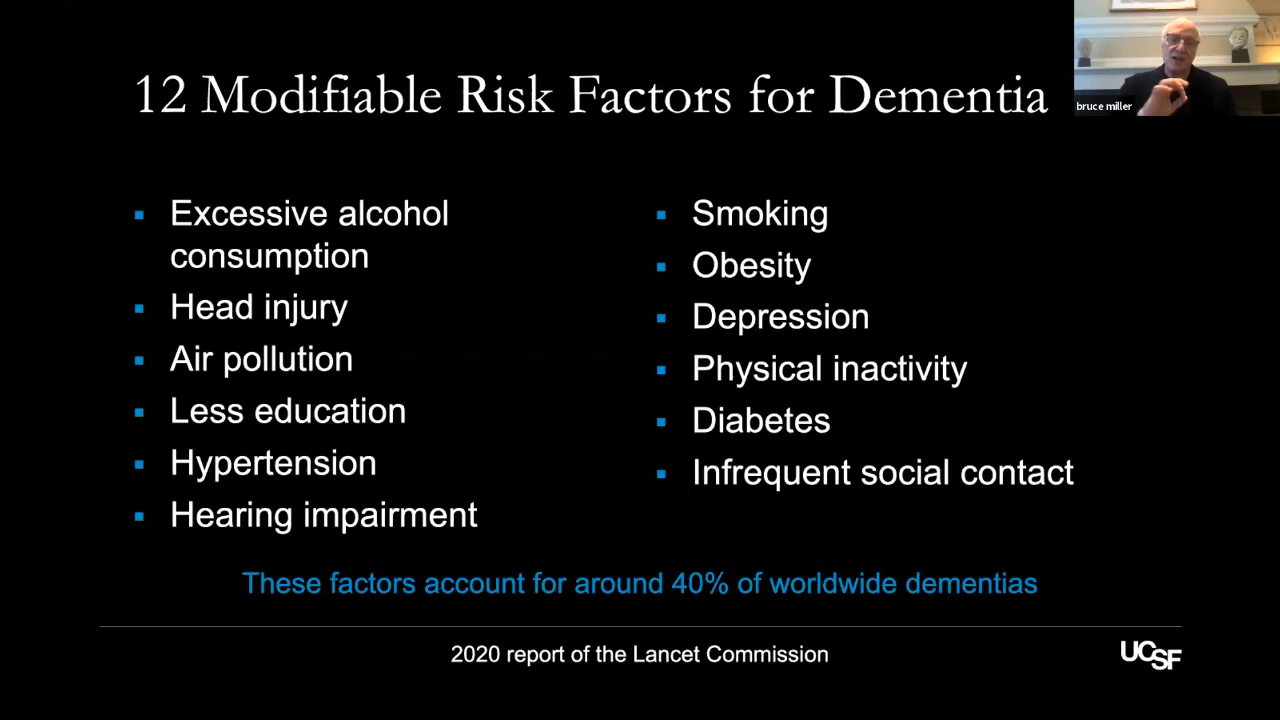 12 Modifiable Risk Factors for Dementia
bruce miller
▪ Excessive alcohol
consumption
▪ Head injury
▪ Air pollution
▪ Less education
▪ Hypertension
▪ Hearing impairment
▪ Smoking
▪ Obesity
▪ Depression
▪ Physical inactivity
▪ Diabetes
▪ Infrequent social contact
These factors account for around 40% of worldwide dementias
2020 report of the Lancet Commission
UCSF